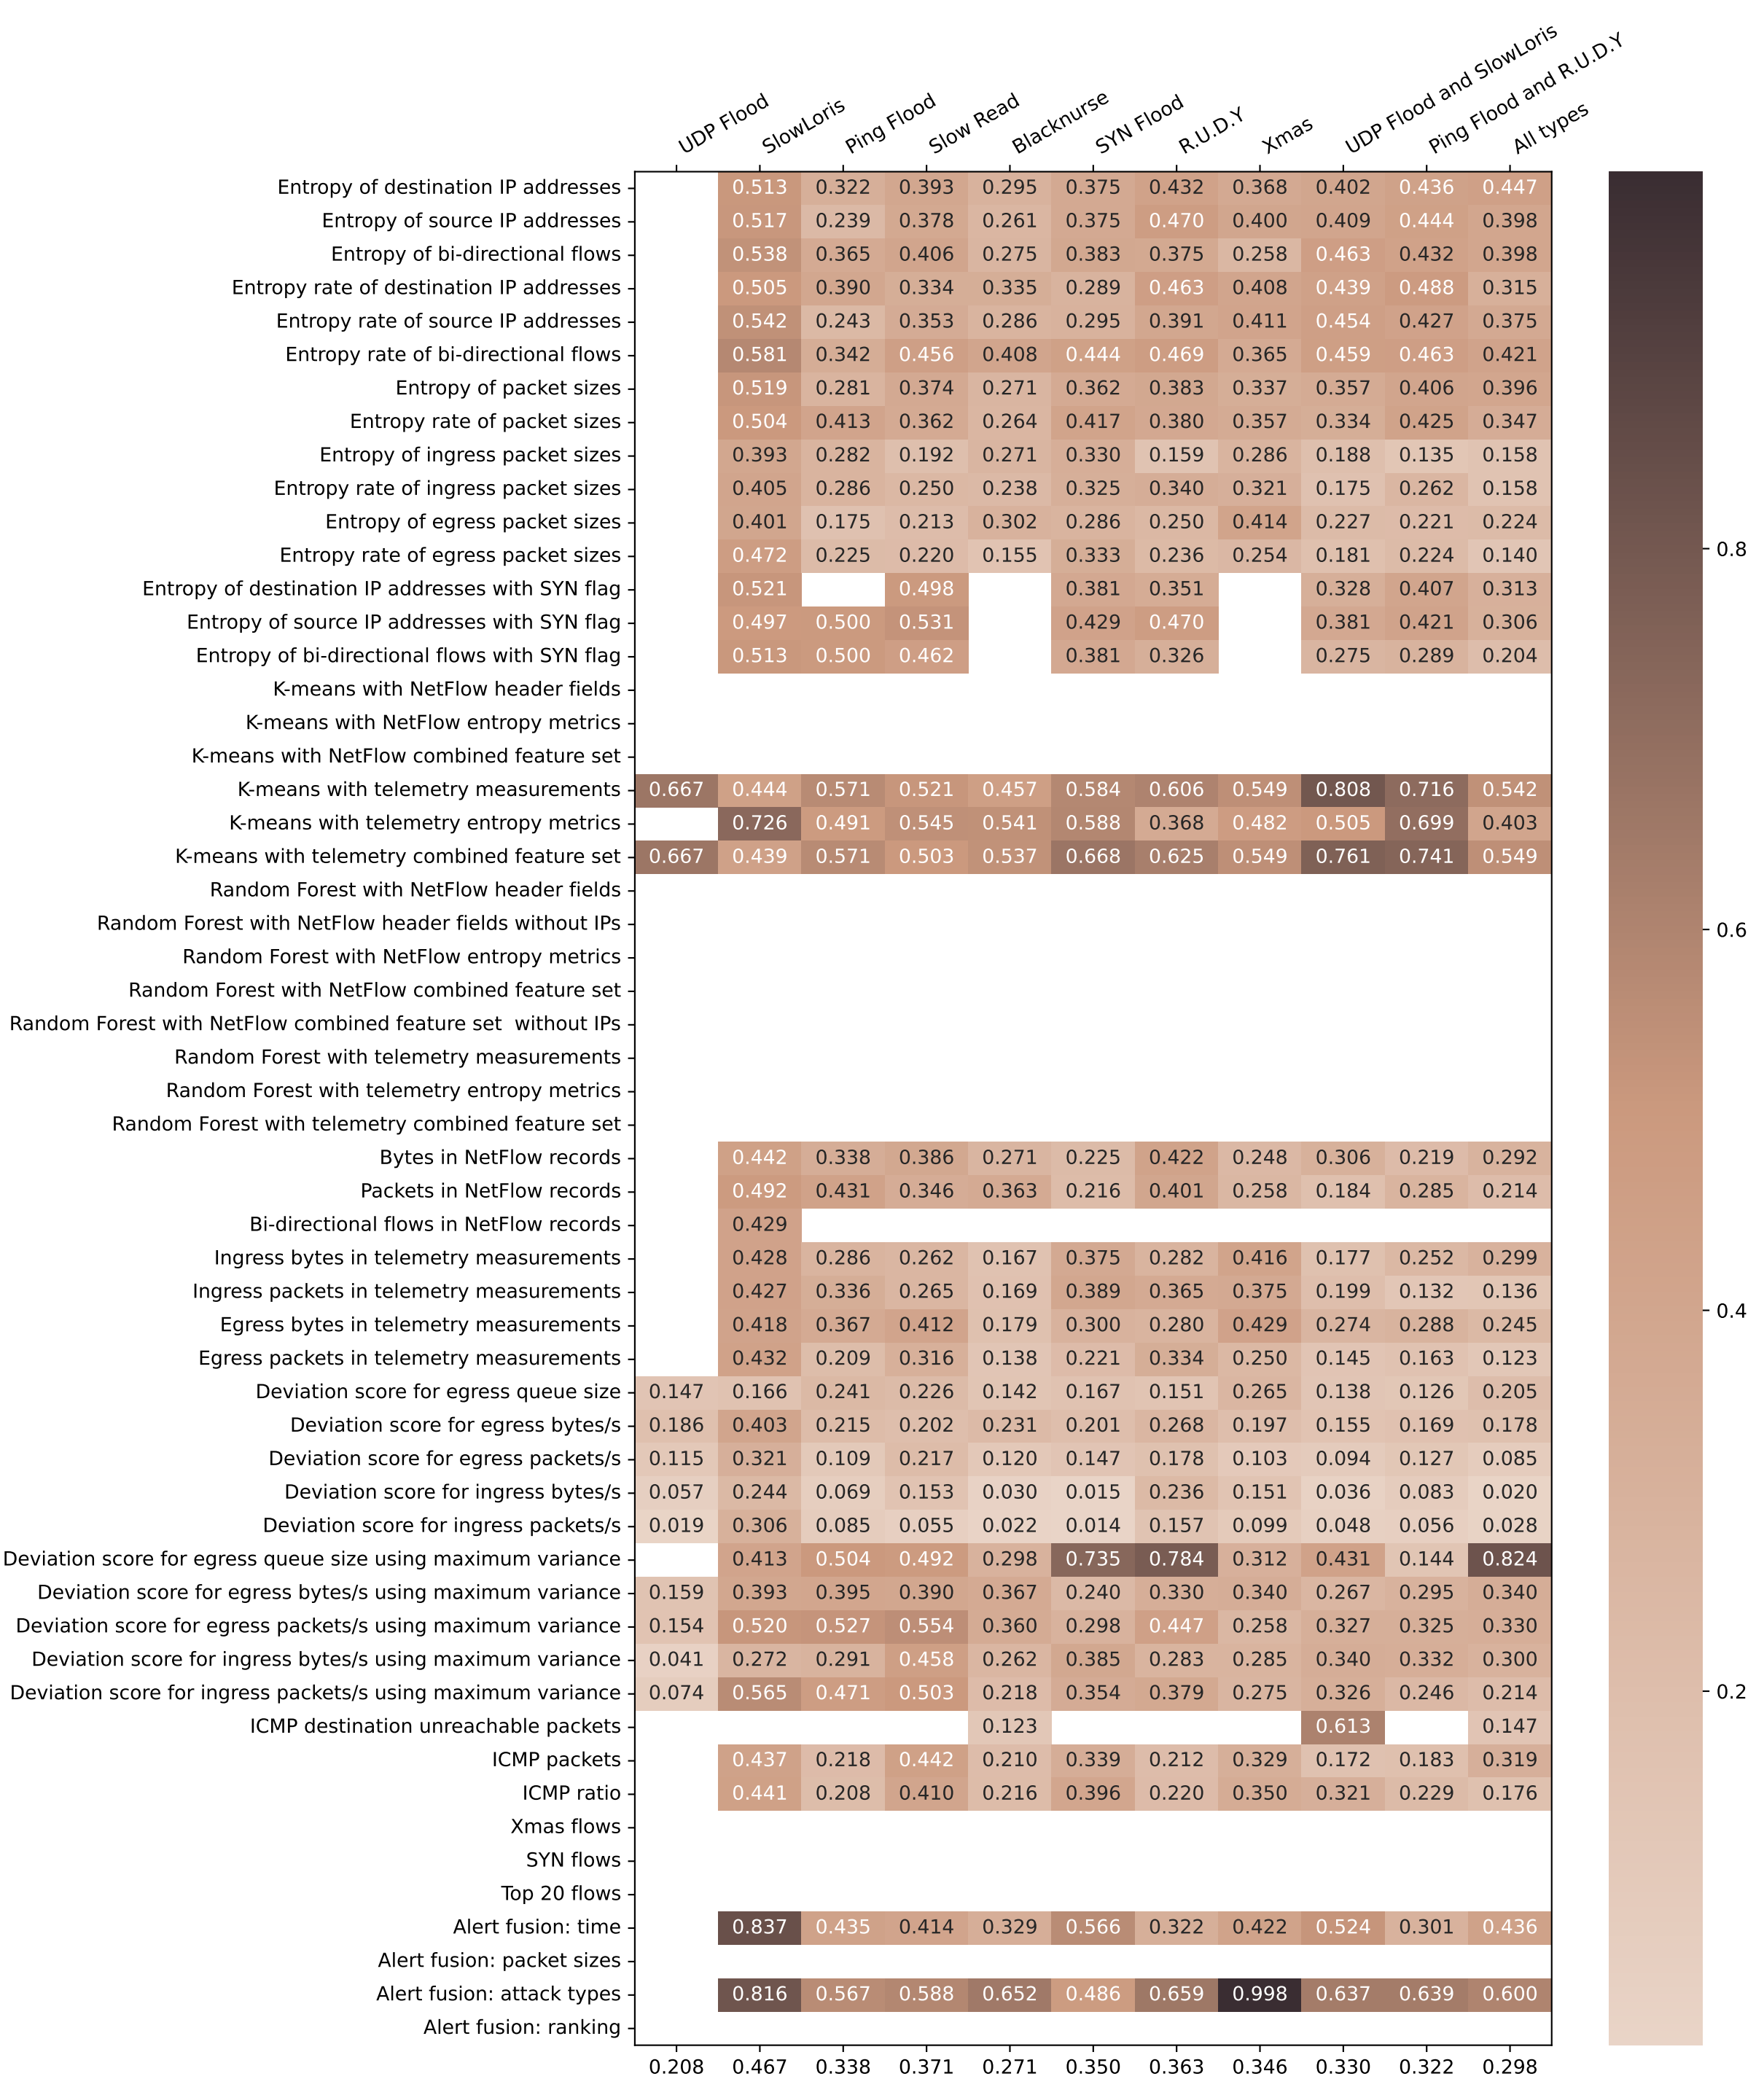 UDP Flood SlowLoris Ping Flood Slow Read Blacknurse SYN Flood R.U.D.Y Xmas UDP Flood and SlowLoris Ping Flood and R.U.D.Y All types
Entropy of destination IP addresses 0.513 0.322 0.393 0.295 0.375 0.432 0.368 0.402 0.436 0.447
Entropy of source IP addresses 0.517 0.239 0.378 0.261 0.375 0.470 0.400 0.409 0.444 0.398
Entropy of bi-directional flows 0.538 0.365 0.406 0.275 0.383 0.375 0.258 0.463 0.432 0.398
Entropy rate of destination IP addresses 0.505 0.390 0.334 0.335 0.289 0.463 0.408 0.439 0.488 0.315
Entropy rate of source IP addresses 0.542 0.243 0.353 0.286 0.295 0.391 0.411 0.454 0.427 0.375
Entropy rate of bi-directional flows 0.581 0.342 0.456 0.408 0.444 0.469 0.365 0.459 0.463 0.421
Entropy of packet sizes 0.519 0.281 0.374 0.271 0.362 0.383 0.337 0.357 0.406 0.396
Entropy rate of packet sizes 0.504 0.413 0.362 0.264 0.417 0.380 0.357 0.334 0.425 0.347
Entropy of ingress packet sizes 0.393 0.282 0.192 0.271 0.330 0.159 0.286 0.188 0.135 0.158
Entropy rate of ingress packet sizes 0.405 0.286 0.250 0.238 0.325 0.340 0.321 0.175 0.262 0.158
Entropy of egress packet sizes 0.401 0.175 0.213 0.302 0.286 0.250 0.414 0.227 0.221 0.224
Entropy rate of egress packet sizes 0.472 0.225 0.220 0.155 0.333 0.236 0.254 0.181 0.224 0.140
Entropy of destination IP addresses with SYN flag 0.521 0.498 0.381 0.351 0.328 0.407 0.313
Entropy of source IP addresses with SYN flag 0.497 0.500 0.531 0.429 0.470 0.381 0.421 0.306
Entropy of bi-directional flows with SYN flag 0.513 0.500 0.462 0.381 0.326 0.275 0.289 0.204
K-means with NetFlow header fields
K-means with NetFlow entropy metrics
K-means with NetFlow combined feature set
K-means with telemetry measurements 0.667 0.444 0.571 0.521 0.457 0.584 0.606 0.549 0.808 0.716 0.542
K-means with telemetry entropy metrics 0.726 0.491 0.545 0.541 0.588 0.368 0.482 0.505 0.699 0.403
K-means with telemetry combined feature set 0.667 0.439 0.571 0.503 0.537 0.668 0.625 0.549 0.761 0.741 0.549
Random Forest with NetFlow header fields
Random Forest with NetFlow header fields without IPs
Random Forest with NetFlow entropy metrics
Random Forest with NetFlow combined feature set
Random Forest with NetFlow combined feature set  without IPs
Random Forest with telemetry measurements
Random Forest with telemetry entropy metrics
Random Forest with telemetry combined feature set
Bytes in NetFlow records 0.442 0.338 0.386 0.271 0.225 0.422 0.248 0.306 0.219 0.292
Packets in NetFlow records 0.492 0.431 0.346 0.363 0.216 0.401 0.258 0.184 0.285 0.214
Bi-directional flows in NetFlow records 0.429
Ingress bytes in telemetry measurements 0.428 0.286 0.262 0.167 0.375 0.282 0.416 0.177 0.252 0.299
Ingress packets in telemetry measurements 0.427 0.336 0.265 0.169 0.389 0.365 0.375 0.199 0.132 0.136
Egress bytes in telemetry measurements 0.418 0.367 0.412 0.179 0.300 0.280 0.429 0.274 0.288 0.245
Egress packets in telemetry measurements 0.432 0.209 0.316 0.138 0.221 0.334 0.250 0.145 0.163 0.123
Deviation score for egress queue size 0.147 0.166 0.241 0.226 0.142 0.167 0.151 0.265 0.138 0.126 0.205
Deviation score for egress bytes/s 0.186 0.403 0.215 0.202 0.231 0.201 0.268 0.197 0.155 0.169 0.178
Deviation score for egress packets/s 0.115 0.321 0.109 0.217 0.120 0.147 0.178 0.103 0.094 0.127 0.085
Deviation score for ingress bytes/s 0.057 0.244 0.069 0.153 0.030 0.015 0.236 0.151 0.036 0.083 0.020
Deviation score for ingress packets/s 0.019 0.306 0.085 0.055 0.022 0.014 0.157 0.099 0.048 0.056 0.028
Deviation score for egress queue size using maximum variance 0.413 0.504 0.492 0.298 0.735 0.784 0.312 0.431 0.144 0.824
Deviation score for egress bytes/s using maximum variance 0.159 0.393 0.395 0.390 0.367 0.240 0.330 0.340 0.267 0.295 0.340
Deviation score for egress packets/s using maximum variance 0.154 0.520 0.527 0.554 0.360 0.298 0.447 0.258 0.327 0.325 0.330
Deviation score for ingress bytes/s using maximum variance 0.041 0.272 0.291 0.458 0.262 0.385 0.283 0.285 0.340 0.332 0.300
Deviation score for ingress packets/s using maximum variance 0.074 0.565 0.471 0.503 0.218 0.354 0.379 0.275 0.326 0.246 0.214
ICMP destination unreachable packets 0.123 0.613 0.147
ICMP packets 0.437 0.218 0.442 0.210 0.339 0.212 0.329 0.172 0.183 0.319
ICMP ratio 0.441 0.208 0.410 0.216 0.396 0.220 0.350 0.321 0.229 0.176
Xmas flows
SYN flows
Top 20 flows
Alert fusion: time 0.837 0.435 0.414 0.329 0.566 0.322 0.422 0.524 0.301 0.436
Alert fusion: packet sizes
Alert fusion: attack types 0.816 0.567 0.588 0.652 0.486 0.659 0.998 0.637 0.639 0.600
Alert fusion: ranking
0.208 0.467 0.338 0.371 0.271 0.350 0.363 0.346 0.330 0.322 0.298
0.8
0.6
0.4
0.2